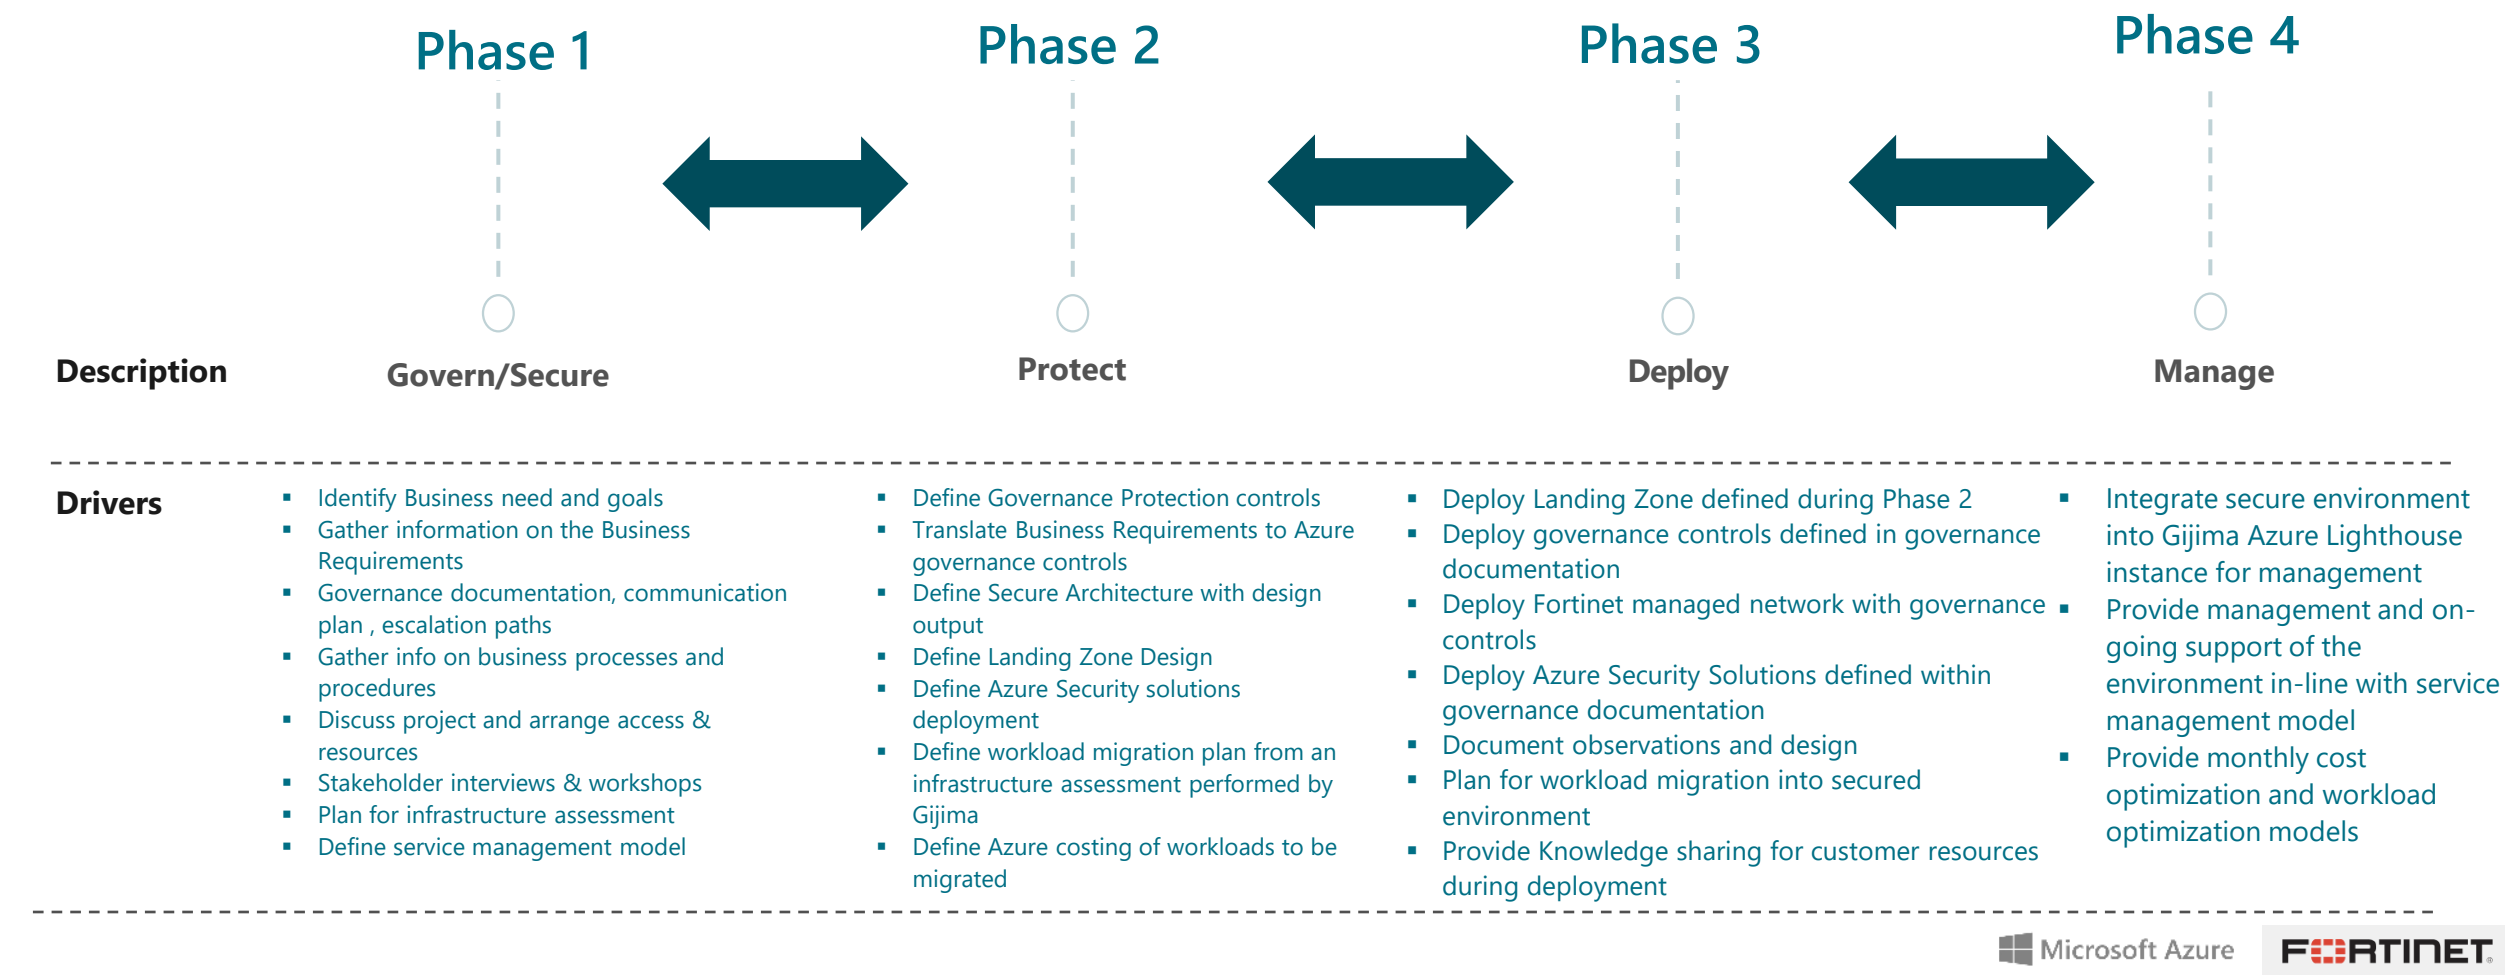 Phase 1
Phase 2
Phase 3
Phase 4
Description
Govern/Secure
Protect
Deploy
Manage
Drivers
▪ Identify Business need and goals
▪ Gather information on the Business
Requirements
▪ Governance documentation, communication
plan , escalation paths
▪ Gather info on business processes and
procedures
▪ Discuss project and arrange access &
resources
▪ Stakeholder interviews & workshops
▪ Plan for infrastructure assessment
▪ Define service management model
▪ Define Governance Protection controls
▪ Translate Business Requirements to Azure
governance controls
▪ Define Secure Architecture with design
output
▪ Define Landing Zone Design
▪ Define Azure Security solutions
deployment
▪ Define workload migration plan from an
infrastructure assessment performed by
Gijima
▪ Define Azure costing of workloads to be
migrated
▪ Deploy Landing Zone defined during Phase 2
▪ Deploy governance controls defined in governance
documentation
▪ Deploy Fortinet managed network with governance
controls
▪ Deploy Azure Security Solutions defined within
governance documentation
▪ Document observations and design
▪ Plan for workload migration into secured
environment
▪ Provide Knowledge sharing for customer resources
during deployment
▪ Integrate secure environment
into Gijima Azure Lighthouse
instance for management
▪ Provide management and on-
going support of the
environment in-line with service
management model
▪ Provide monthly cost
optimization and workload
optimization models
Microsoft Azure
FORTINET®